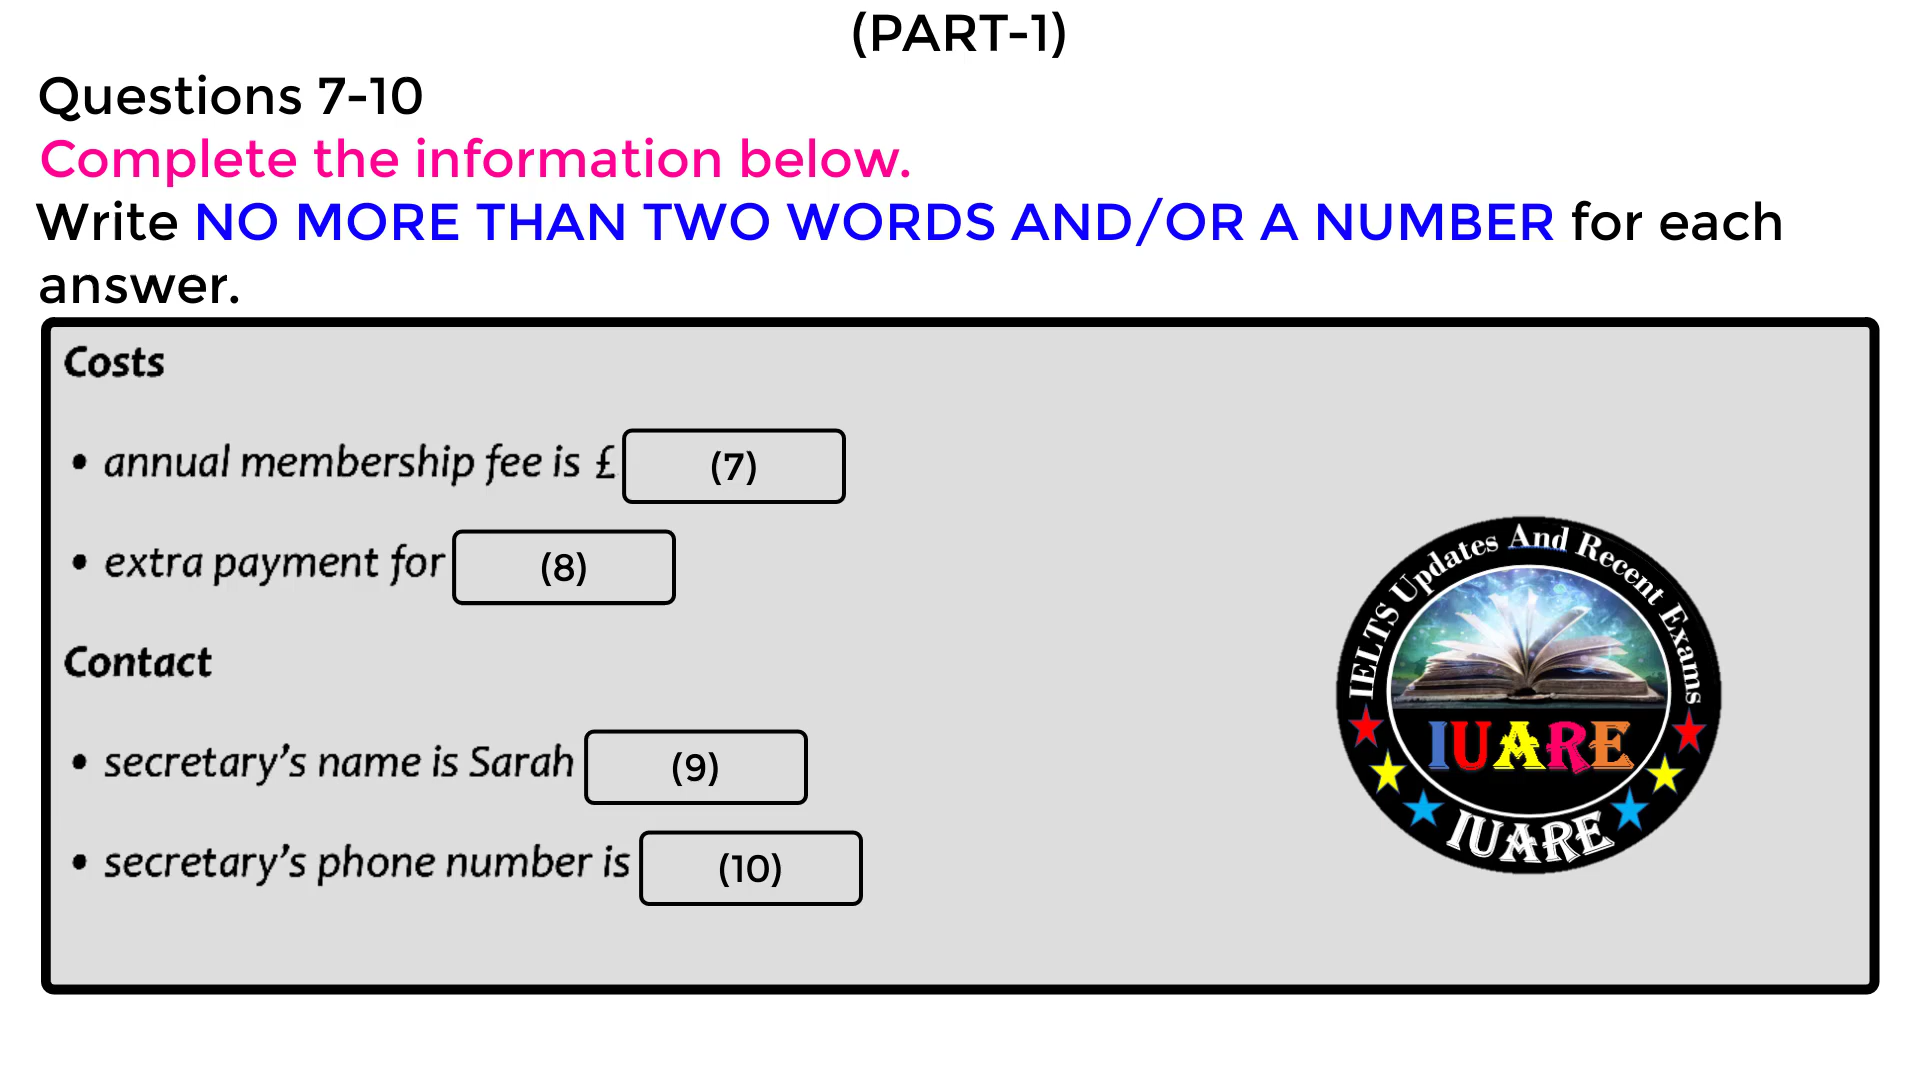 (PART-1)
Questions 7-10
Complete the information below.
Write NO MORE THAN TWO WORDS AND/OR A NUMBER for each
answer.
Costs
• annual membership fee is £ (7)
• extra payment for (8)
Contact
• secretary's name is Sarah (9)
• secretary's phone number is (10)
IELTS Updates And Recent Exams
IUARE
IUARE